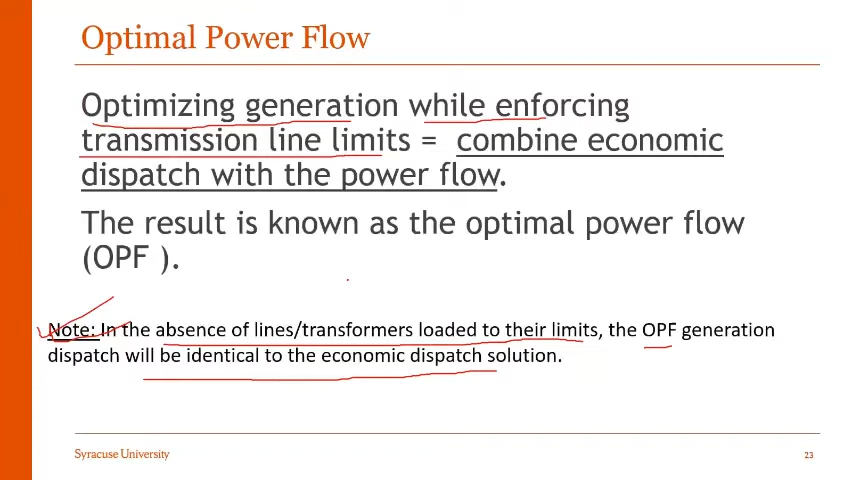 Optimal Power Flow
Optimizing generation while enforcing
transmission line limits = combine economic
dispatch with the power flow.
The result is known as the optimal power flow
(OPF ).
Note: In the absence of lines/transformers loaded to their limits, the OPF generation
dispatch will be identical to the economic dispatch solution.
Syracuse University
23